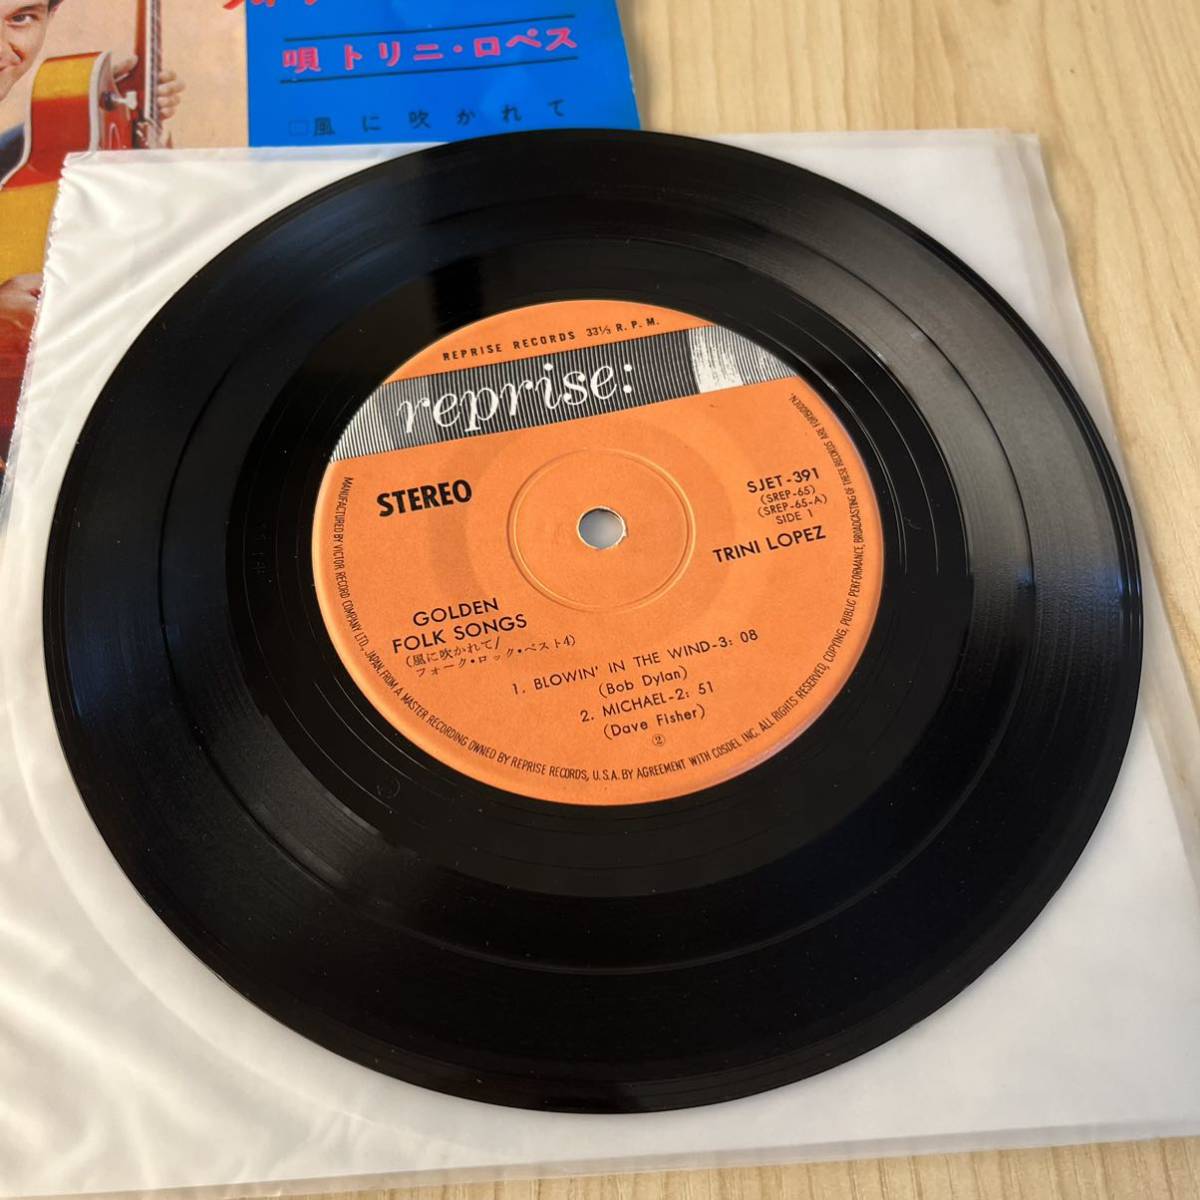 唄 トリニ・ロペス
□風に吹かれて
REPRISE RECORDS 33⅓ R.P.M.
reprise:
STEREO
SJET-391
(SREP-65)
(SREP-65-A)
SIDE 1
TRINI LOPEZ
GOLDEN
FOLK SONGS
(風に吹かれて/
フォーク・ロック・ベスト4)
1. BLOWIN' IN THE WIND-3: 08
(Bob Dylan)
2. MICHAEL-2: 51
(Dave Fisher)
②
MANUFACTURED BY VICTOR RECORD COMPANY LTD., JAPAN, FROM A MASTER RECORDING OWNED BY REPRISE RECORDS, U.S.A. BY AGREEMENT WITH COSDEL INC. ALL RIGHTS RESERVED, COPYING, PUBLIC PERFORMANCE, BROADCASTING OF THESE RECORDS ARE FORBIDDEN.